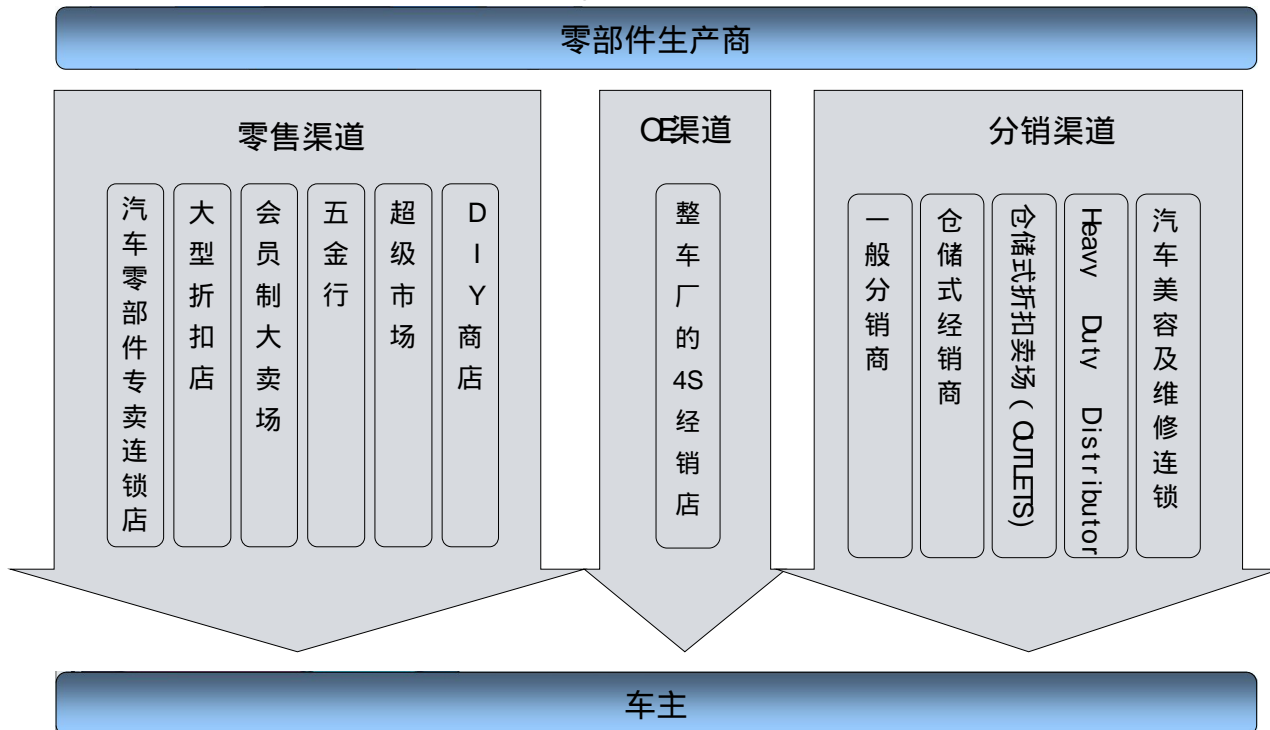 零部件生产商
零售渠道
汽车零部件专卖连锁店
大型折扣店
会员制大卖场
五金行
超级市场
DIY商店
OE渠道
整车厂的4S经销店
分销渠道
一般分销商
仓储式经销商
仓储式折扣卖场(OUTLETS)
Heavy Duty Distributor
汽车美容及维修连锁
车主